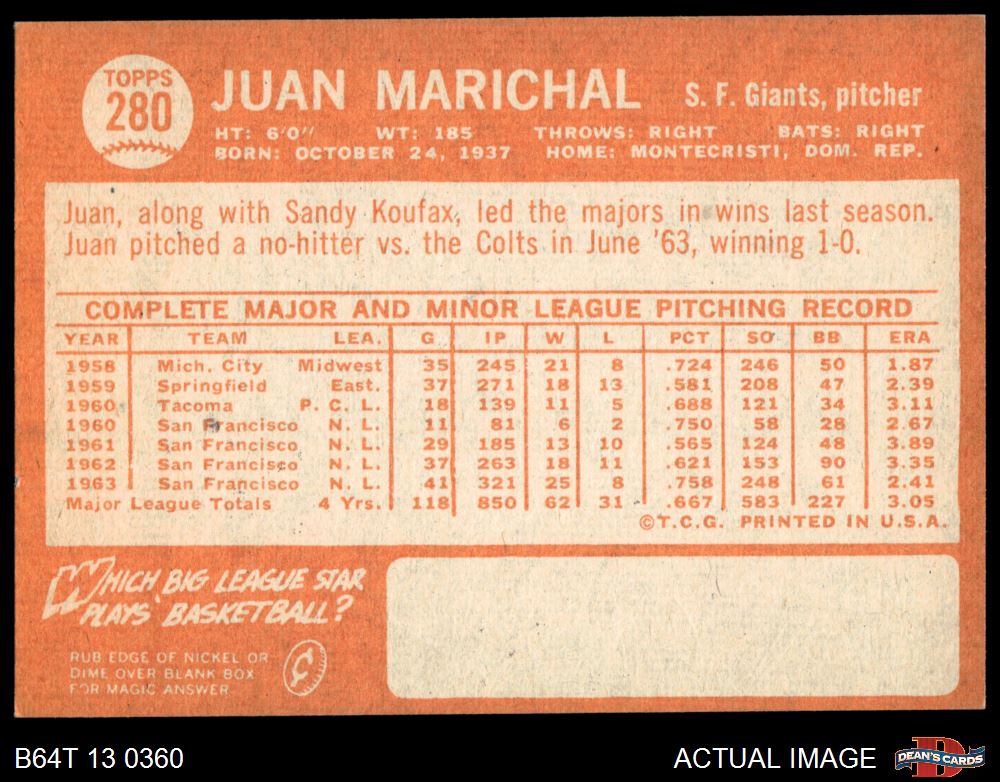 TOPPS
280
JUAN MARICHAL S. F. Giants, pitcher
HT: 6'0" WT: 185 THROWS: RIGHT BATS: RIGHT
BORN: OCTOBER 24, 1937 HOME: MONTECRISTI, DOM. REP.
Juan, along with Sandy Koufax, led the majors in wins last season.
Juan pitched a no-hitter vs. the Colts in June '63, winning 1-0.
COMPLETE MAJOR AND MINOR LEAGUE PITCHING RECORD
YEAR TEAM LEA. G IP W L PCT SO BB ERA
1958 Mich. City Midwest 35 245 21 8 .724 246 50 1.87
1959 Springfield East. 37 271 18 13 .581 208 47 2.39
1960 Tacoma P. C. L. 18 139 11 5 .688 121 34 3.11
1960 San Francisco N. L. 11 81 6 2 .750 58 28 2.67
1961 San Francisco N. L. 29 185 13 10 .565 124 48 3.89
1962 San Francisco N. L. 37 263 18 11 .621 153 90 3.35
1963 San Francisco N. L. 41 321 25 8 .758 248 61 2.41
Major League Totals 4 Yrs. 118 850 62 31 .667 583 227 3.05
©T.C.G. PRINTED IN U.S.A.
WHICH BIG LEAGUE STAR
PLAYS BASKETBALL?
RUB EDGE OF NICKEL OR
DIME OVER BLANK BOX
FOR MAGIC ANSWER
¢
B64T 13 0360 ACTUAL IMAGE
D
DEAN'S CARDS